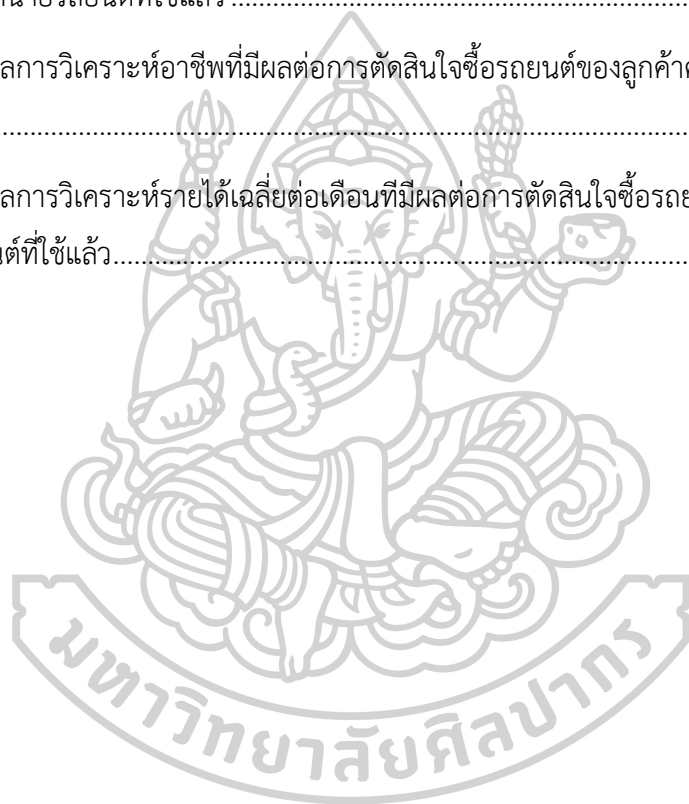 รถยนต์ที่ใช้แล้ว................................................................
ลการวิเคราะห์อาชีพที่มีผลต่อการตัดสินใจซื้อรถยนต์ของลูกค้า
................................................................................
ลการวิเคราะห์รายได้เฉลี่ยต่อเดือนที่มีผลต่อการตัดสินใจซื้อรถย
นต์ที่ใช้แล้ว................................................................
มหาวิทยาลัยศิลปากร